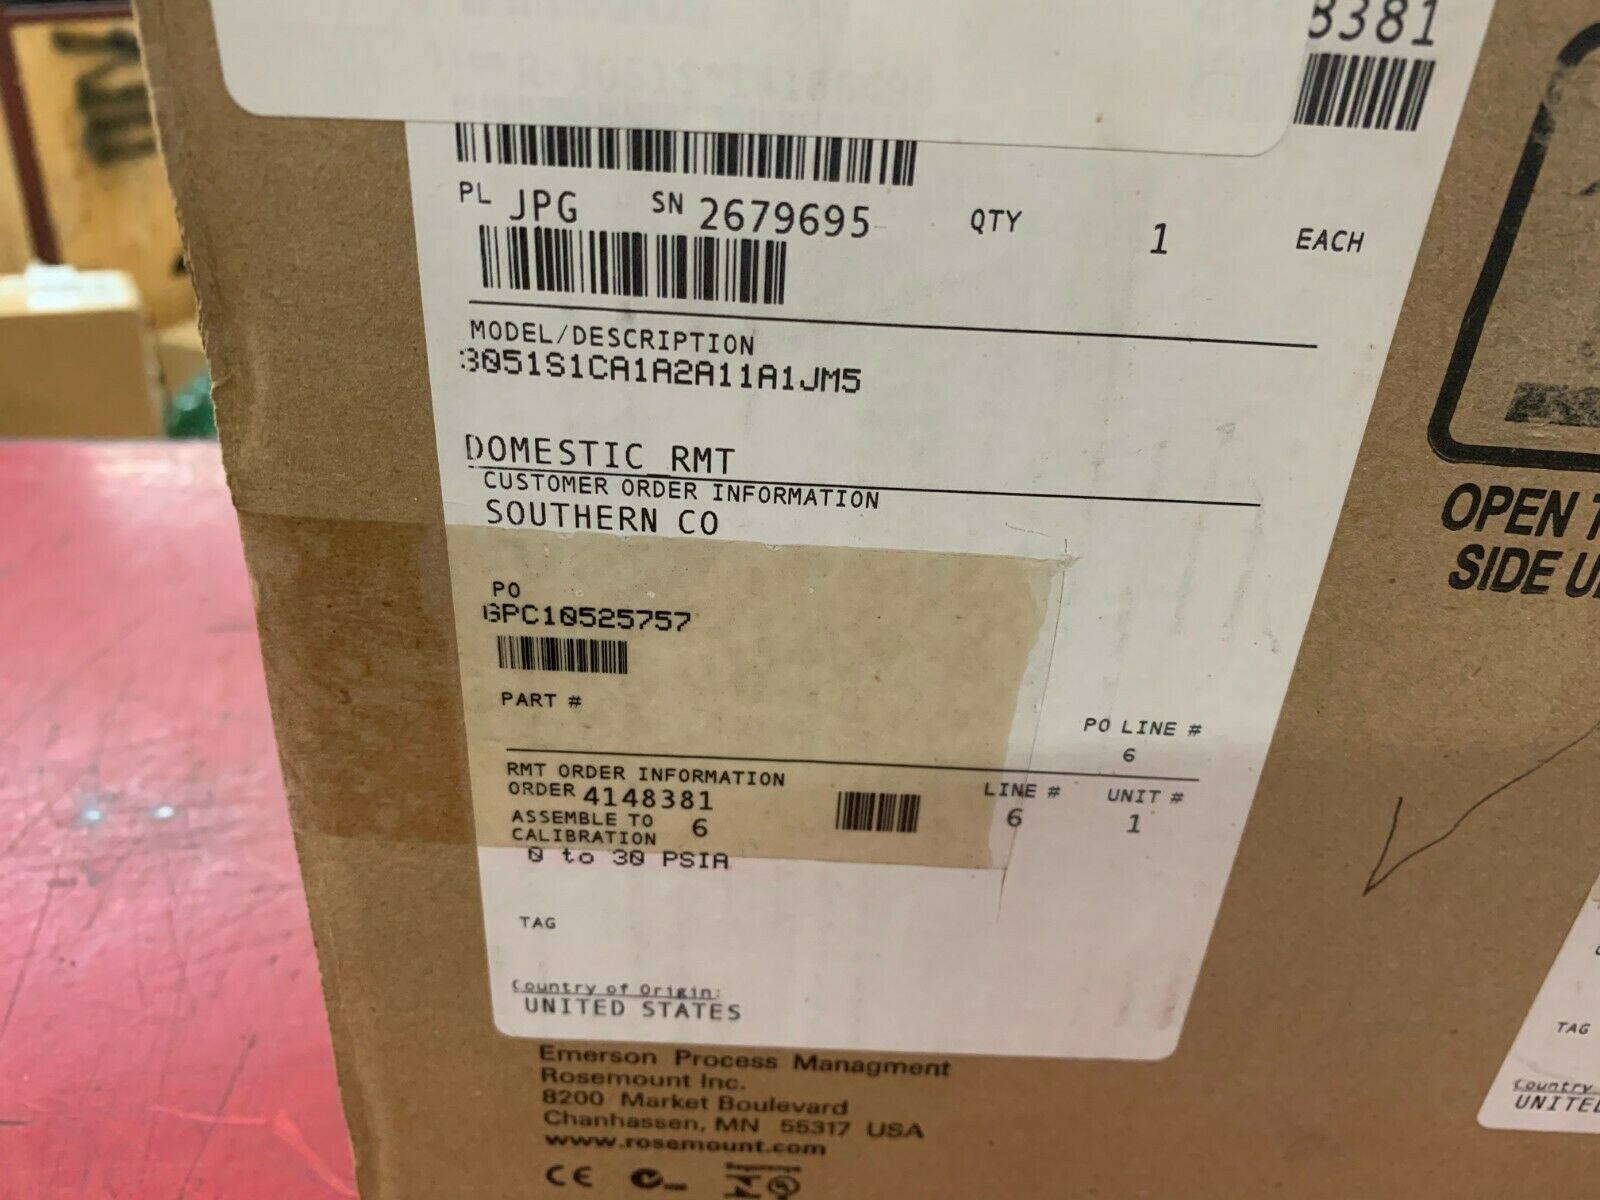 8381
PL JPG SN 2679695 QTY 1 EACH
MODEL/DESCRIPTION
3051S1CA1A2A11A1JM5
DOMESTIC RMT
CUSTOMER ORDER INFORMATION
SOUTHERN CO
PO
GPC10525757
PART #
PO LINE #
6
RMT ORDER INFORMATION
ORDER 4148381 LINE # UNIT #
ASSEMBLE TO 6 6 1
CALIBRATION
0 to 30 PSIA
TAG
Country of Origin:
UNITED STATES
Emerson Process Managment
Rosemount Inc.
8200 Market Boulevard
Chanhassen, MN 55317 USA
www.rosemount.com
CE
OPEN
SIDE
TAG
Country
UNITE